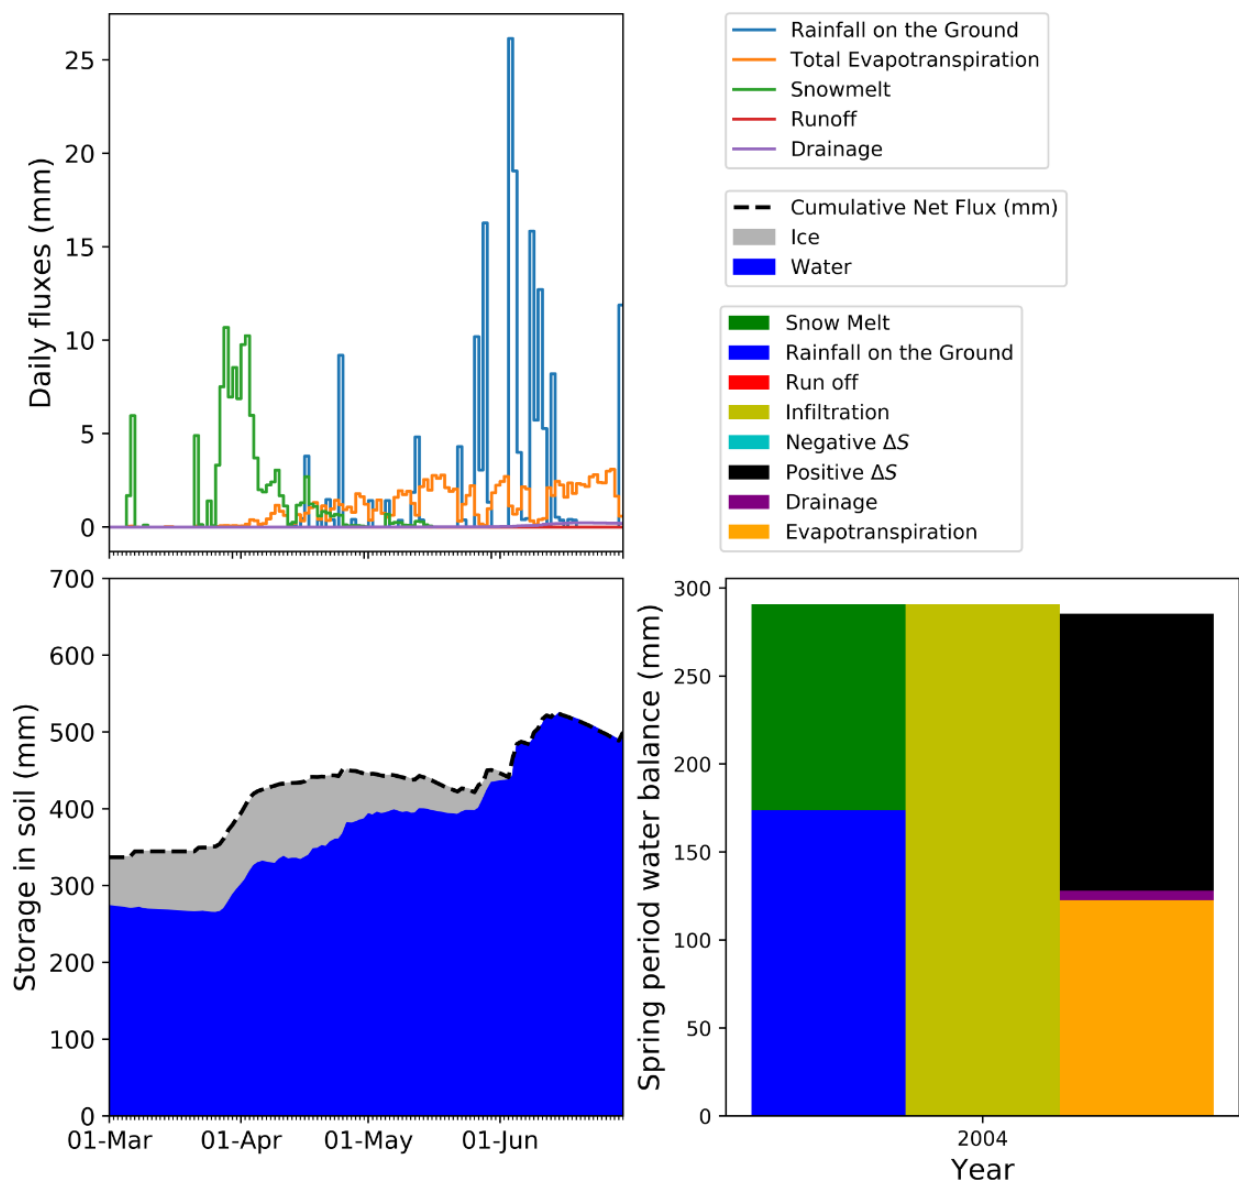 Daily fluxes (mm)
25
20
15
10
5
0
Rainfall on the Ground
Total Evapotranspiration
Snowmelt
Runoff
Drainage
Cumulative Net Flux (mm)
Ice
Water
Snow Melt
Rainfall on the Ground
Run off
Infiltration
Negative ΔS
Positive ΔS
Drainage
Evapotranspiration
Storage in soil (mm)
700
600
500
400
300
200
100
0
01-Mar 01-Apr 01-May 01-Jun
Spring period water balance (mm)
300
250
200
150
100
50
0
2004
Year